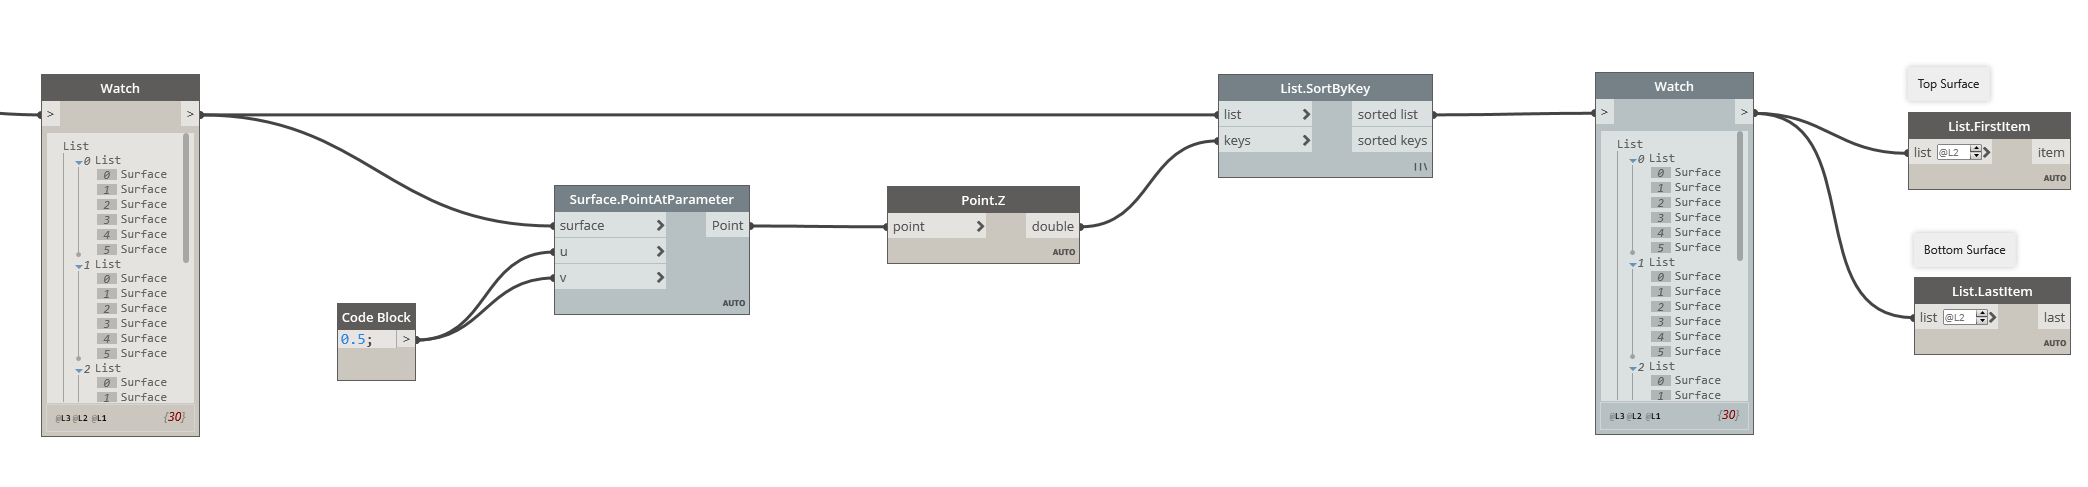 Watch
> >
List
0 List
0 Surface
1 Surface
2 Surface
3 Surface
4 Surface
5 Surface
1 List
0 Surface
1 Surface
2 Surface
3 Surface
4 Surface
5 Surface
2 List
0 Surface
1 Surface
@L3 @L2 @L1 {30}
Code Block
0.5; >
Surface.PointAtParameter
surface Point
u
v
AUTO
Point.Z
point double
AUTO
List.SortByKey
list sorted list
keys sorted keys
Watch
> >
List
0 List
0 Surface
1 Surface
2 Surface
3 Surface
4 Surface
5 Surface
1 List
0 Surface
1 Surface
2 Surface
3 Surface
4 Surface
5 Surface
2 List
0 Surface
1 Surface
@L3 @L2 @L1 {30}
Top Surface
List.FirstItem
list @L2 item
AUTO
Bottom Surface
List.LastItem
list @L2 last
AUTO